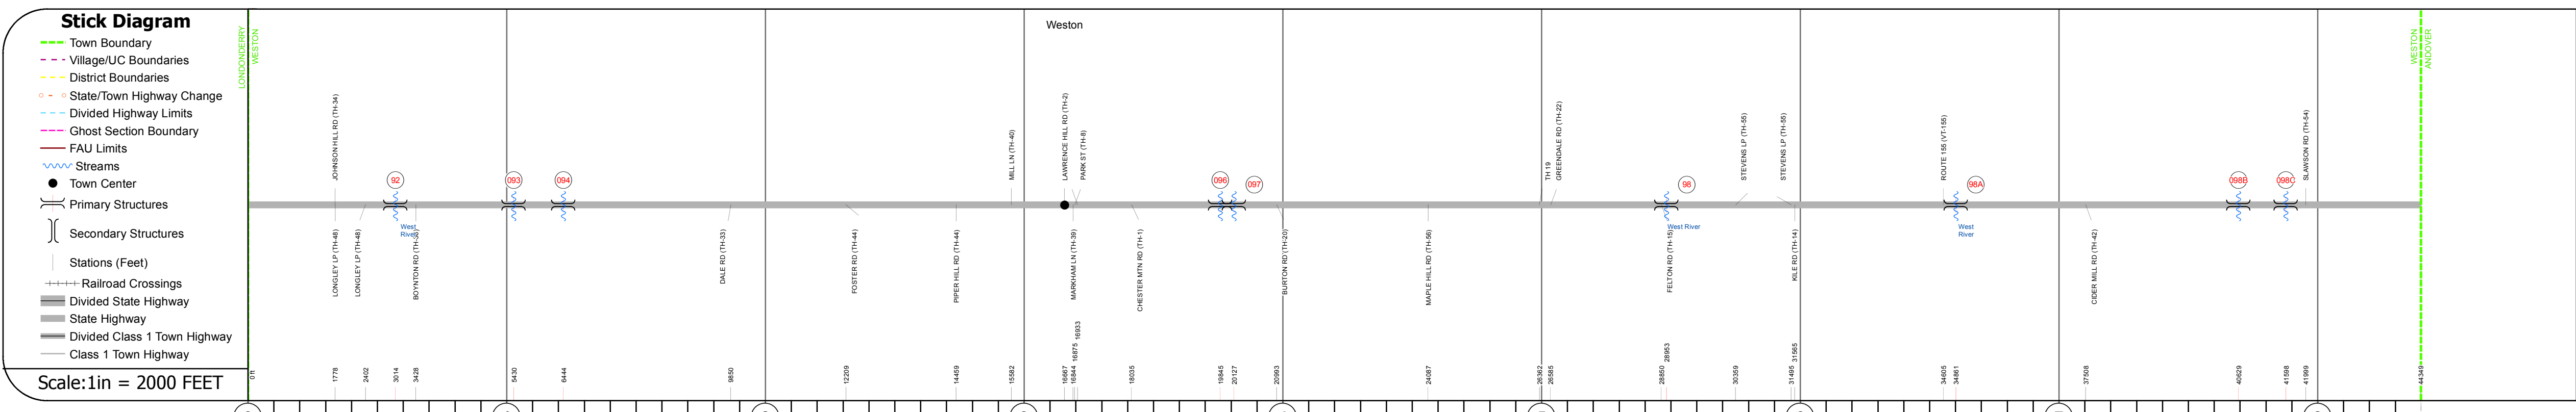 Stick Diagram
Town Boundary
Village/UC Boundaries
District Boundaries
State/Town Highway Change
Divided Highway Limits
Ghost Section Boundary
FAU Limits
Streams
Town Center
Primary Structures
Secondary Structures
Stations (Feet)
Railroad Crossings
Divided State Highway
State Highway
Divided Class 1 Town Highway
Class 1 Town Highway
Scale:1in = 2000 FEET
Weston
LONDONDERRY
WESTON
WESTON
ANDOVER
JOHNSON HILL RD (TH-34)
MILL LN (TH-40)
LAWRENCE HILL RD (TH-2)
PARK ST (TH-8)
TH 19
GREENDALE RD (TH-22)
STEVENS LP (TH-55)
STEVENS LP (TH-55)
ROUTE 155 (VT-155)
SLAWSON RD (TH-54)
92
093
094
096
097
98
98A
098B
098C
West
River
West River
West
River
LONGLEY LP (TH-48)
LONGLEY LP (TH-48)
BOYNTON RD (TH-30)
DALE RD (TH-33)
FOSTER RD (TH-44)
PIPER HILL RD (TH-44)
MARKHAM LN (TH-39)
CHESTER MTN RD (TH-1)
BURTON RD (TH-20)
MAPLE HILL RD (TH-56)
FELTON RD (TH-15)
KILE RD (TH-14)
CIDER MILL RD (TH-42)
0 ft
1778
2402
3014
3428
5430
6444
9850
12209
14459
15582
16667
16844
16875
16933
18035
19845
20127
20993
24087
26362
26585
28850
28953
30359
31495
31565
34605
34861
37508
40629
41598
41999
44349